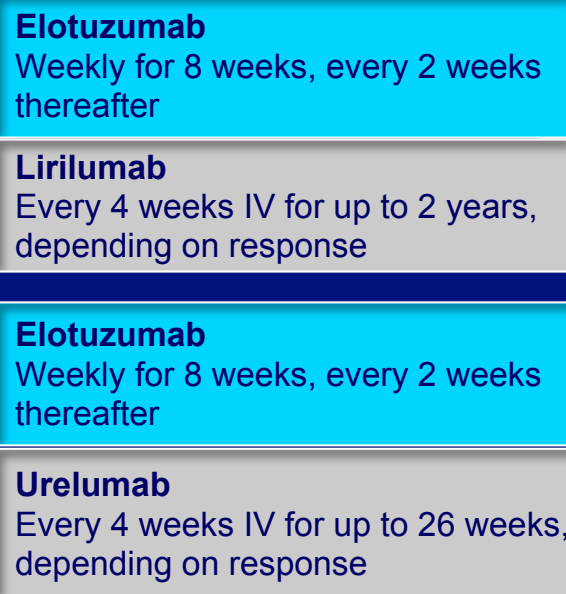 Elotuzumab
Weekly for 8 weeks, every 2 weeks
thereafter
Lirilumab
Every 4 weeks IV for up to 2 years,
depending on response
Elotuzumab
Weekly for 8 weeks, every 2 weeks
thereafter
Urelumab
Every 4 weeks IV for up to 26 weeks,
depending on response